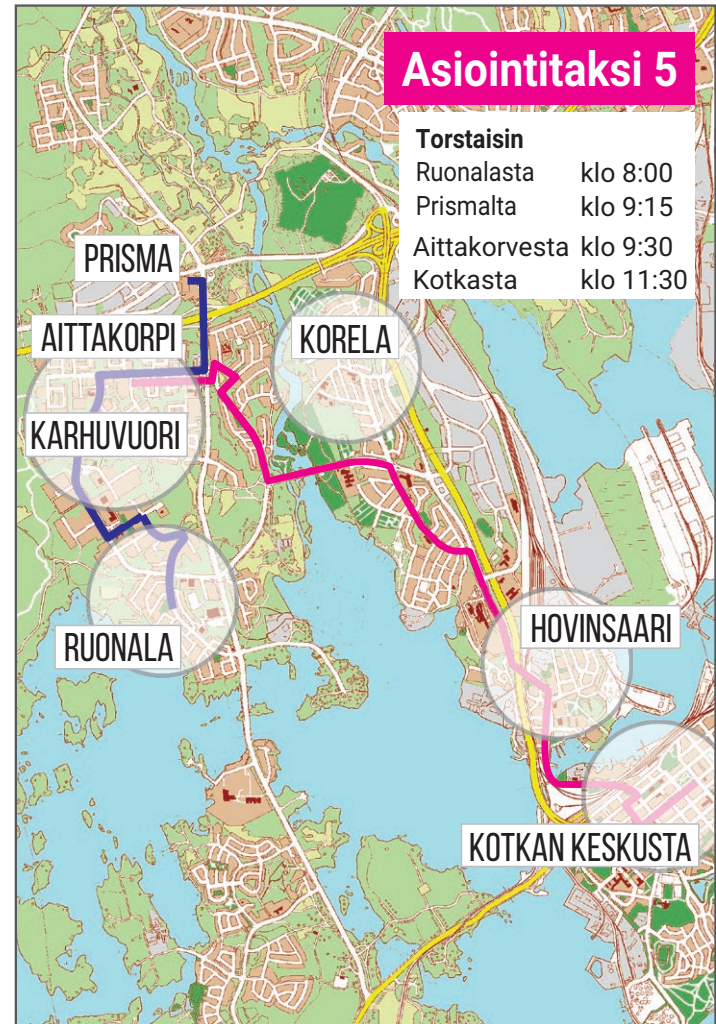 Asiointitaksi 5
Torstaisin
Ruonalasta klo 8:00
Prismalta klo 9:15
Aittakorvesta klo 9:30
Kotkasta klo 11:30
PRISMA
AITTAKORPI
KORELA
KARHUVUORI
HOVINSAARI
RUONALA
KOTKAN KESKUSTA